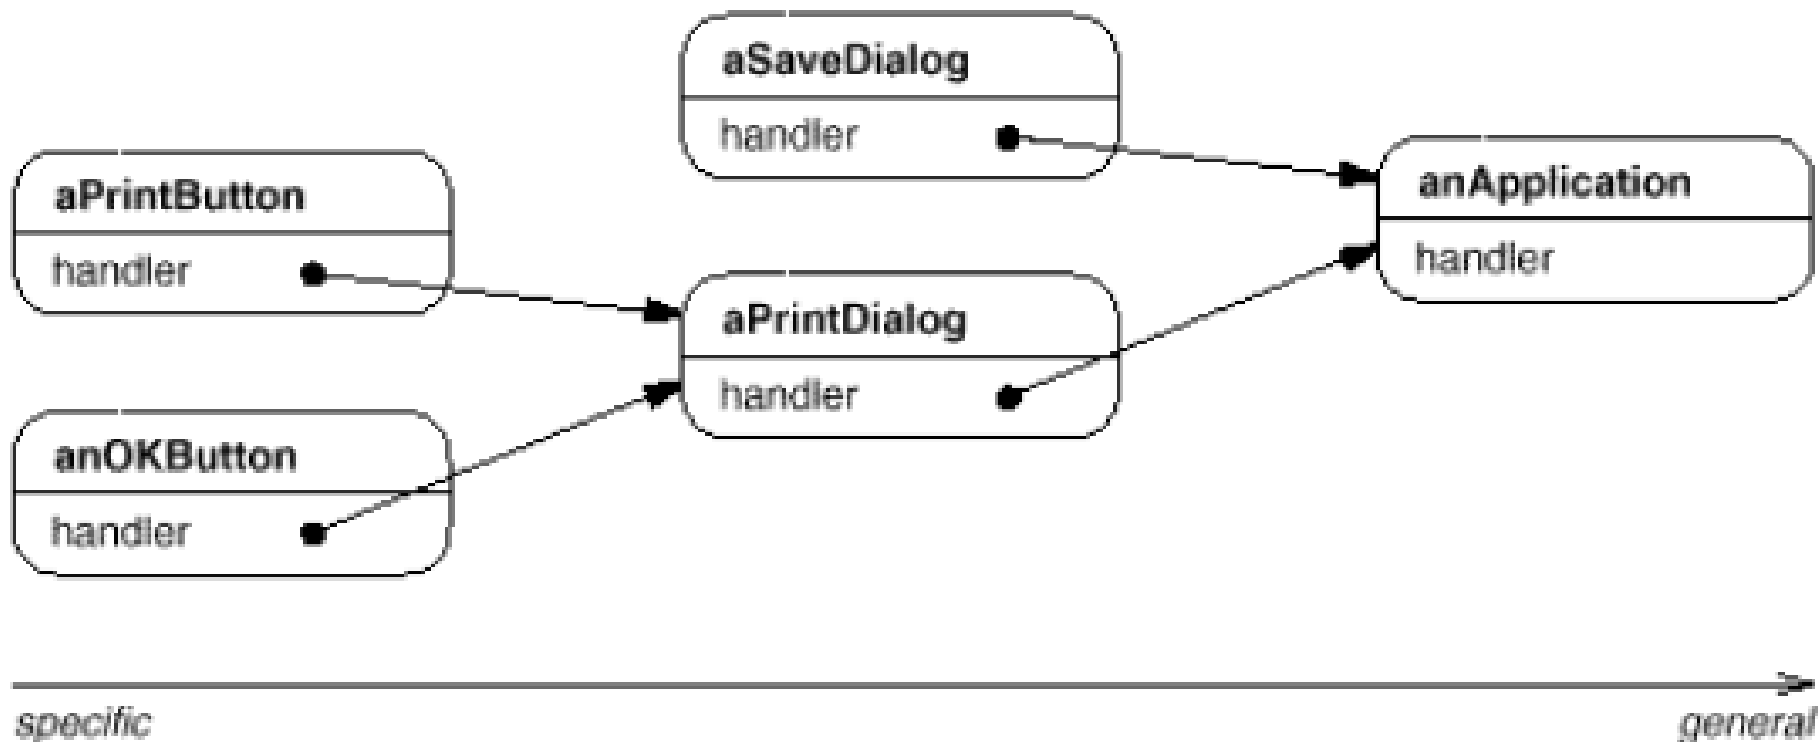 aSaveDialog
handler
aPrintButton
handler
anApplication
handler
aPrintDialog
handler
anOKButton
handler
specific
general